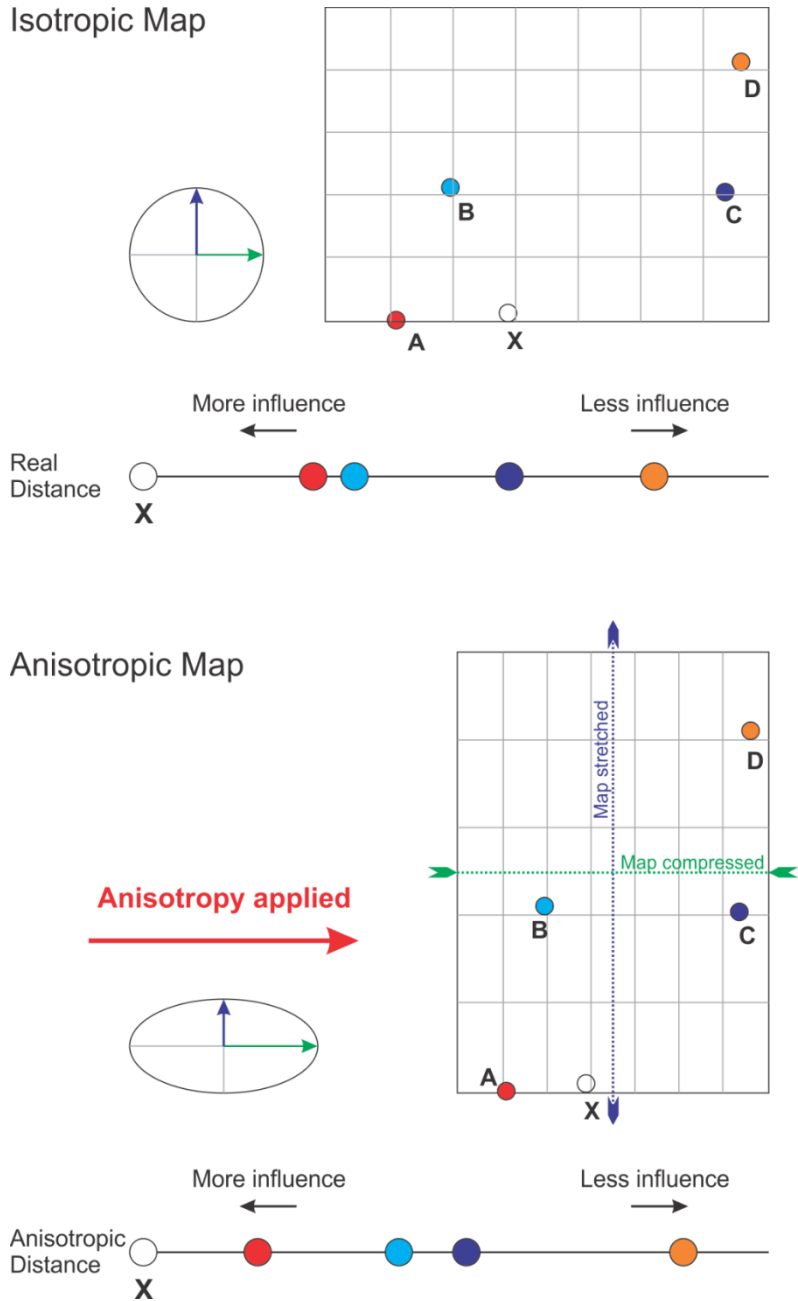 Isotropic Map
D
B
C
A
X
More influence
Less influence
Real
Distance
X
Anisotropic Map
Map stretched
D
Map compressed
Anisotropy applied
B
C
A
X
More influence
Less influence
Anisotropic
Distance
X